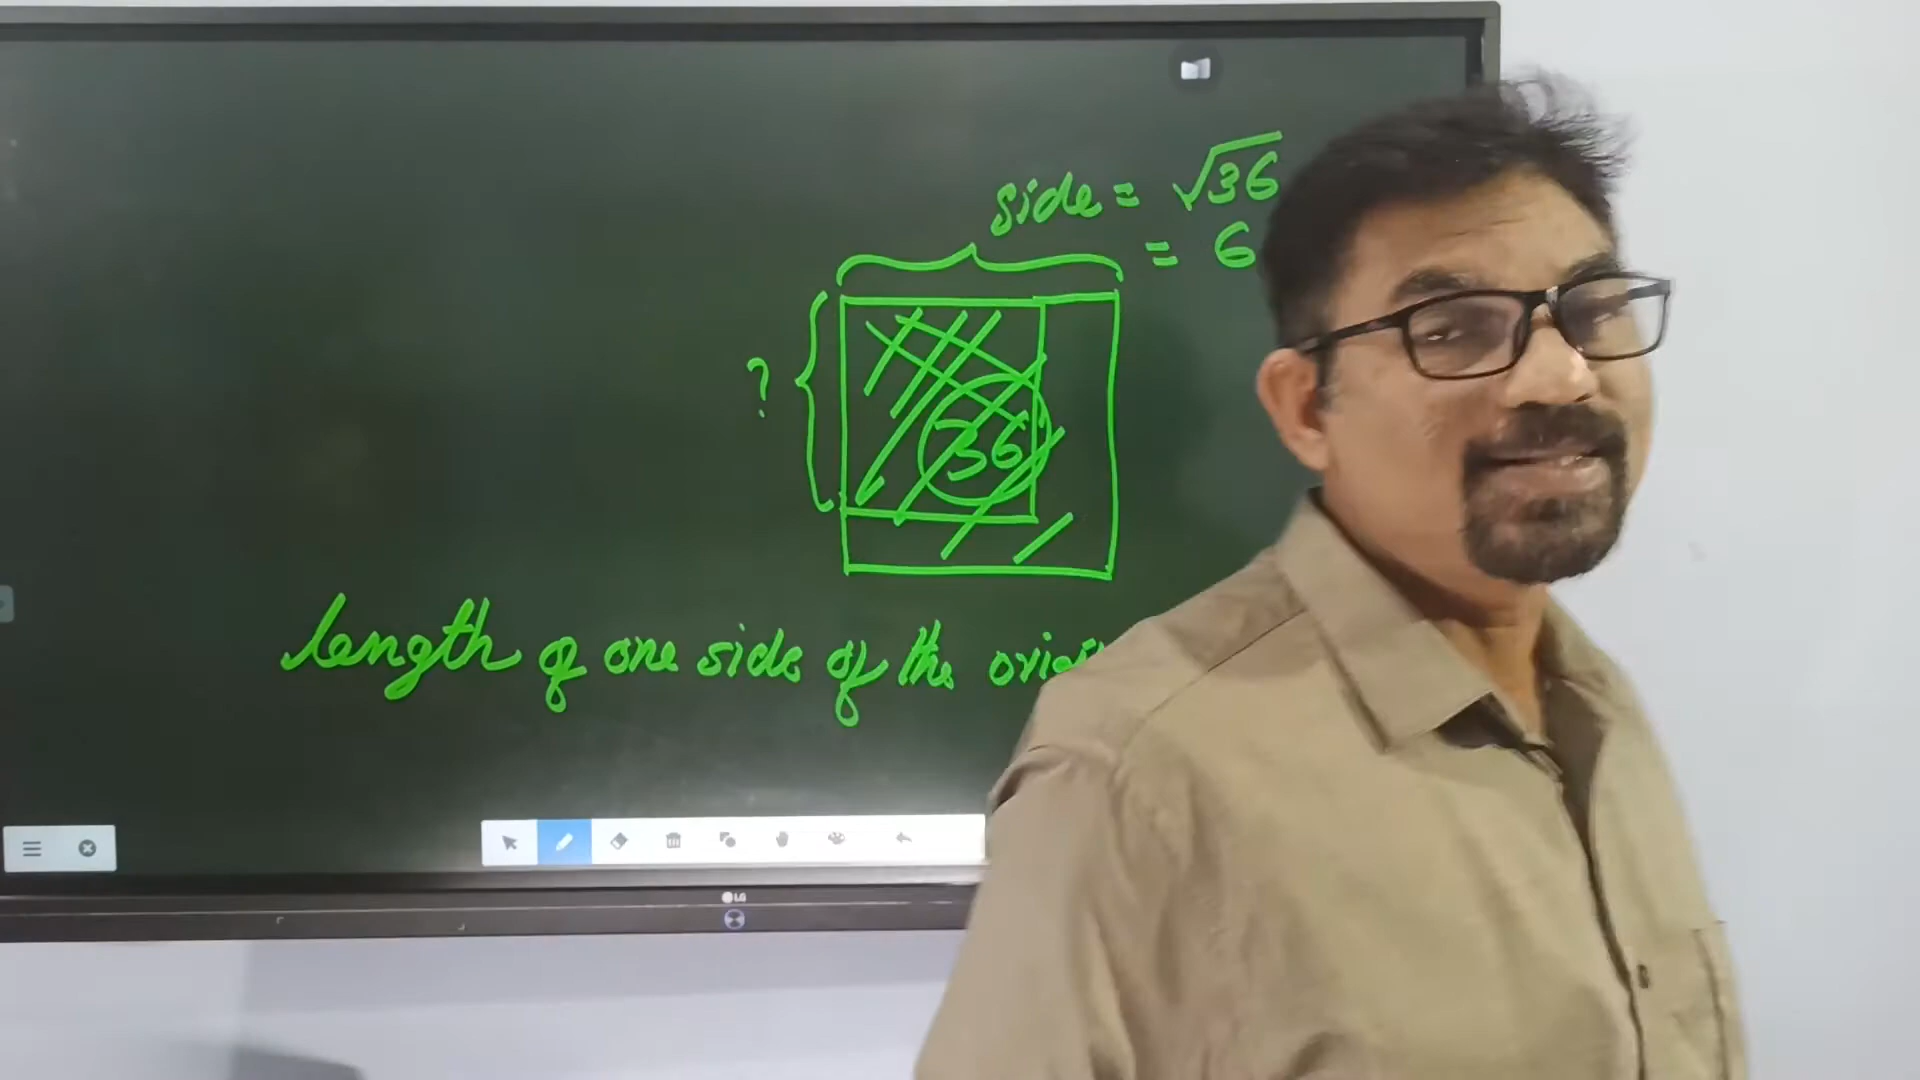 side = √36
= 6
?
36
length of one side of the
LG